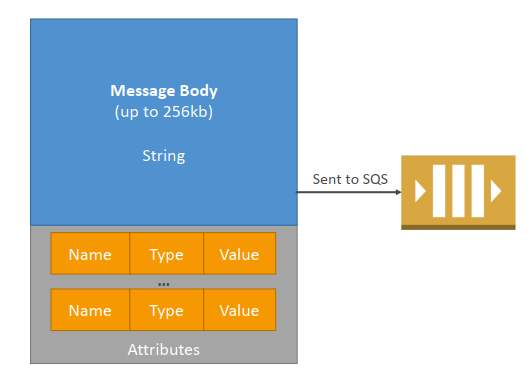 Message Body
(up to 256kb)
String
Sent to SQS
Name Type Value
...
Name Type Value
Attributes